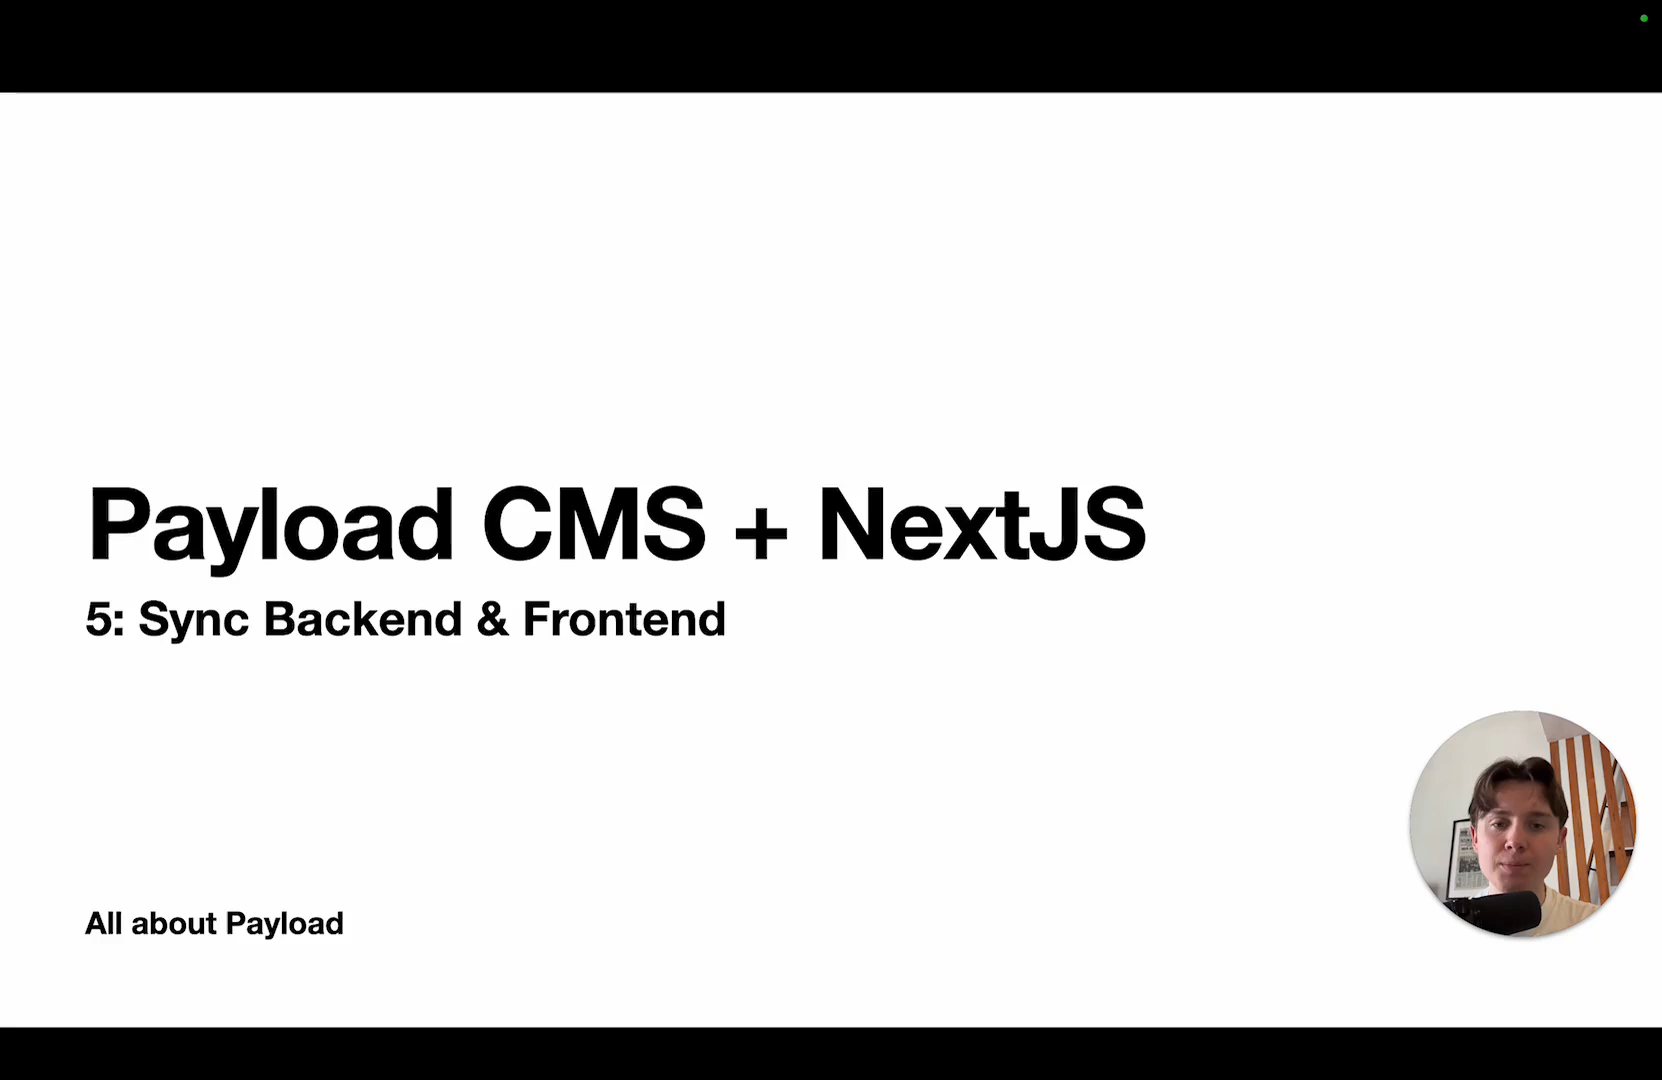 Payload CMS + NextJS
5: Sync Backend & Frontend
All about Payload